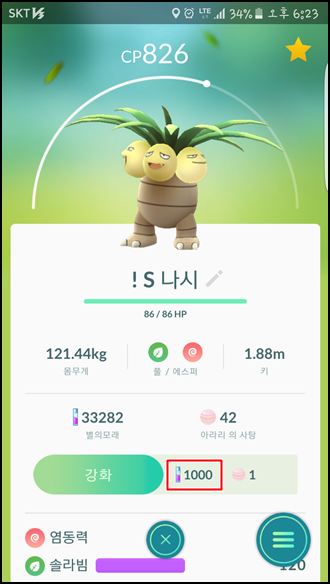 SKT LTE 34% 오후 6:23
CP826
! S 나시
86 / 86 HP
121.44kg 1.88m
몸무게 풀 / 에스퍼 키
33282 42
별의모래 아라리 의 사탕
강화 1000 1
염동력
솔라빔 120